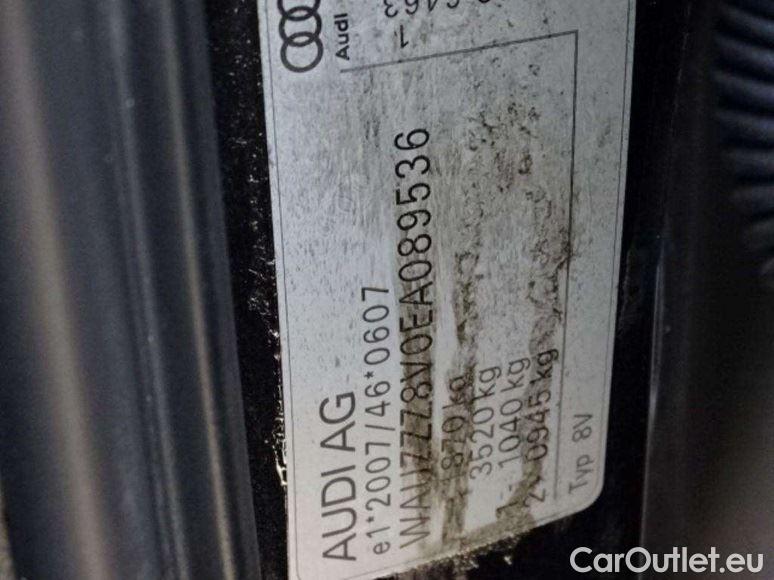 AUDI AG
e1*2007/46*0607
WAUZZZ8V0EA089536
1870 kg
3520 kg
1- 1040 kg
2- 0945 kg
Typ 8V
Audi
CarOutlet.eu